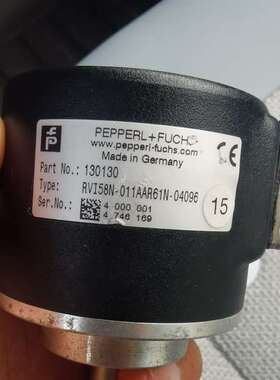 PEPPERL+FUCHS
www.pepperl-fuchs.com
Made in Germany
CE
Part No.: 130130
Type: RVI58N-011AAR61N-04096
Ser.No.: 4 000 001
4 746 169
15